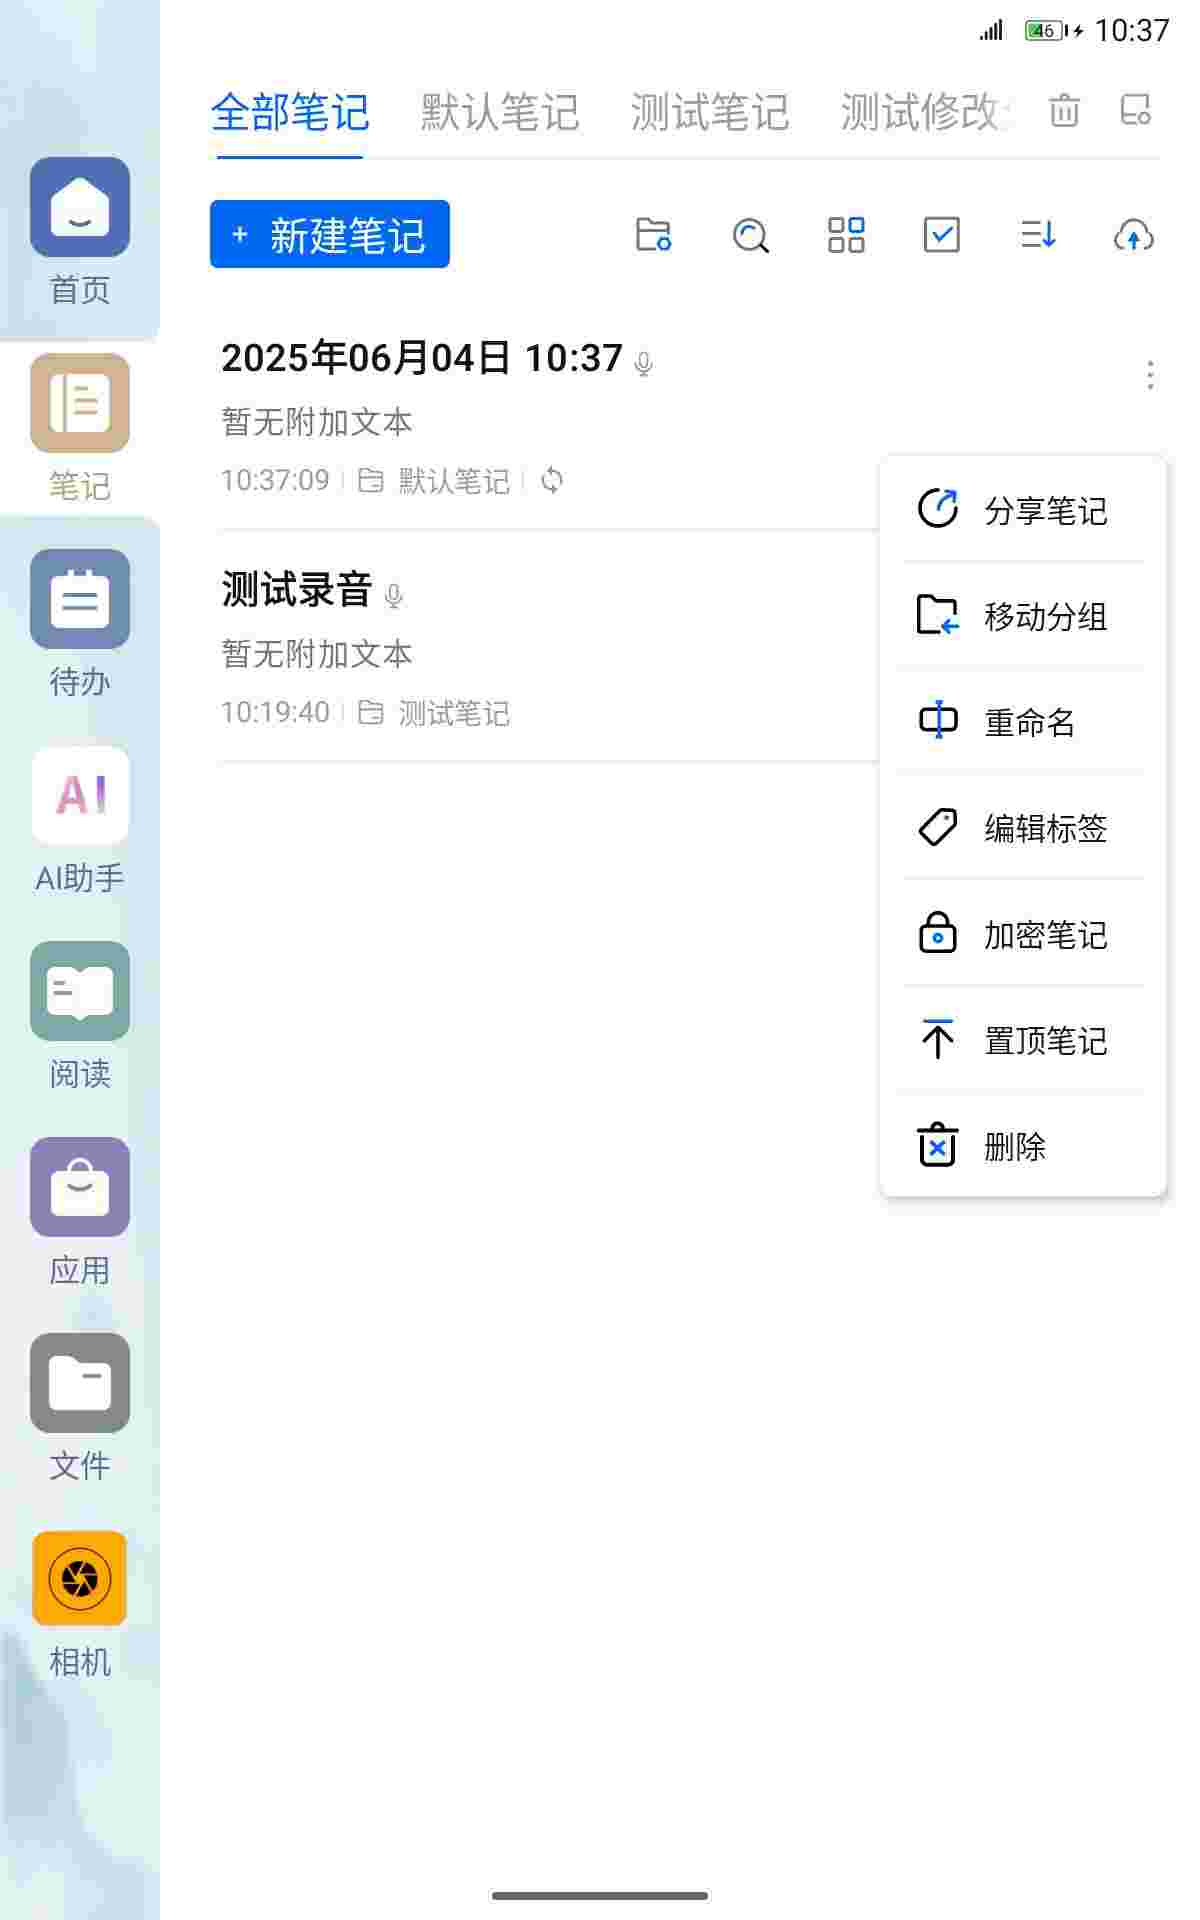 46 10:37
全部笔记 默认笔记 测试笔记 测试修改
+ 新建笔记
首页
笔记
待办
AI
AI助手
阅读
应用
文件
相机
2025年06月04日 10:37
暂无附加文本
10:37:09 默认笔记
测试录音
暂无附加文本
10:19:40 测试笔记
分享笔记
移动分组
重命名
编辑标签
加密笔记
置顶笔记
删除